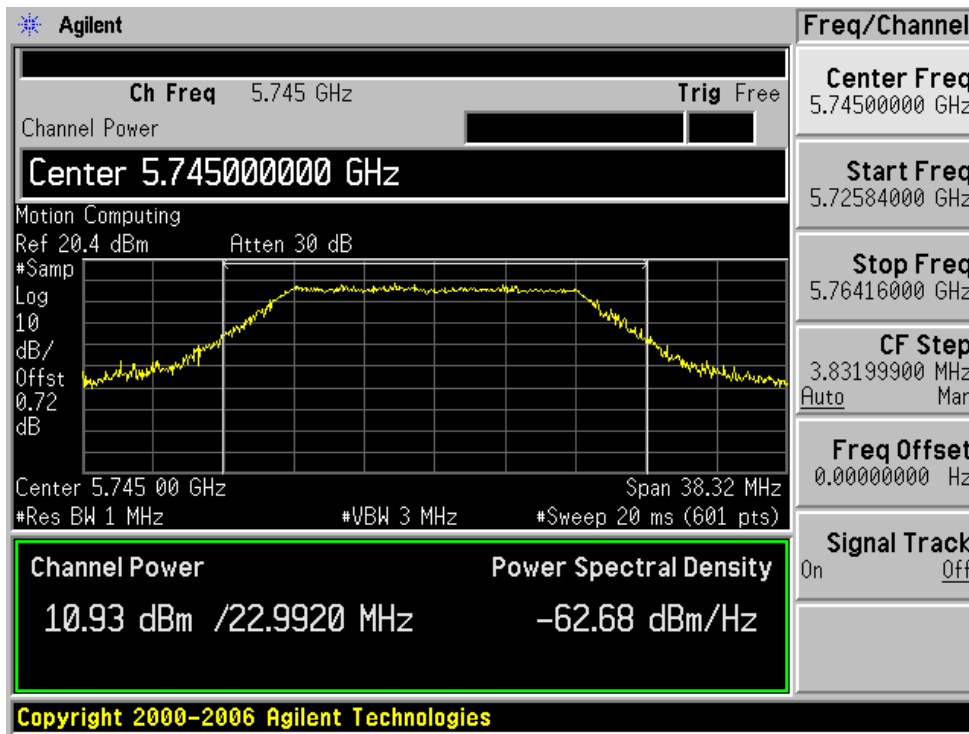 Agilent
Freq/Channel
Ch Freq 5.745 GHz Trig Free
Channel Power
Center 5.745000000 GHz
Motion Computing
Ref 20.4 dBm Atten 30 dB
#Samp
Log
10
dB/
Offst
0.72
dB
Center 5.745 00 GHz Span 38.32 MHz
#Res BW 1 MHz #VBW 3 MHz #Sweep 20 ms (601 pts)
Channel Power Power Spectral Density
10.93 dBm /22.9920 MHz -62.68 dBm/Hz
Copyright 2000-2006 Agilent Technologies
Center Freq
5.74500000 GHz
Start Freq
5.72584000 GHz
Stop Freq
5.76416000 GHz
CF Step
3.83199900 MHz
Auto Man
Freq Offset
0.00000000 Hz
Signal Track
On Off